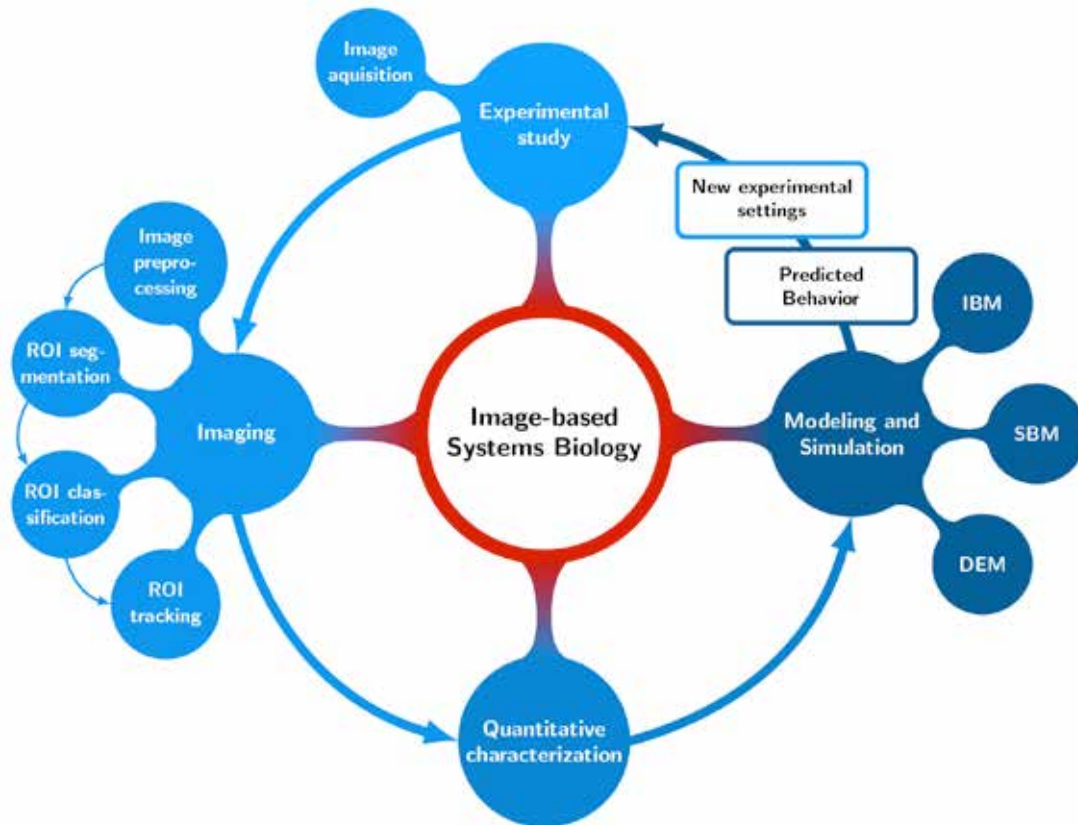 Image
aquisition
Experimental
study
New experimental
settings
Predicted
Behavior
Image
prepro-
cessing
ROI seg-
mentation
ROI clas-
sification
ROI
tracking
Imaging
Image-based
Systems Biology
Modeling and
Simulation
IBM
SBM
DEM
Quantitative
characterization